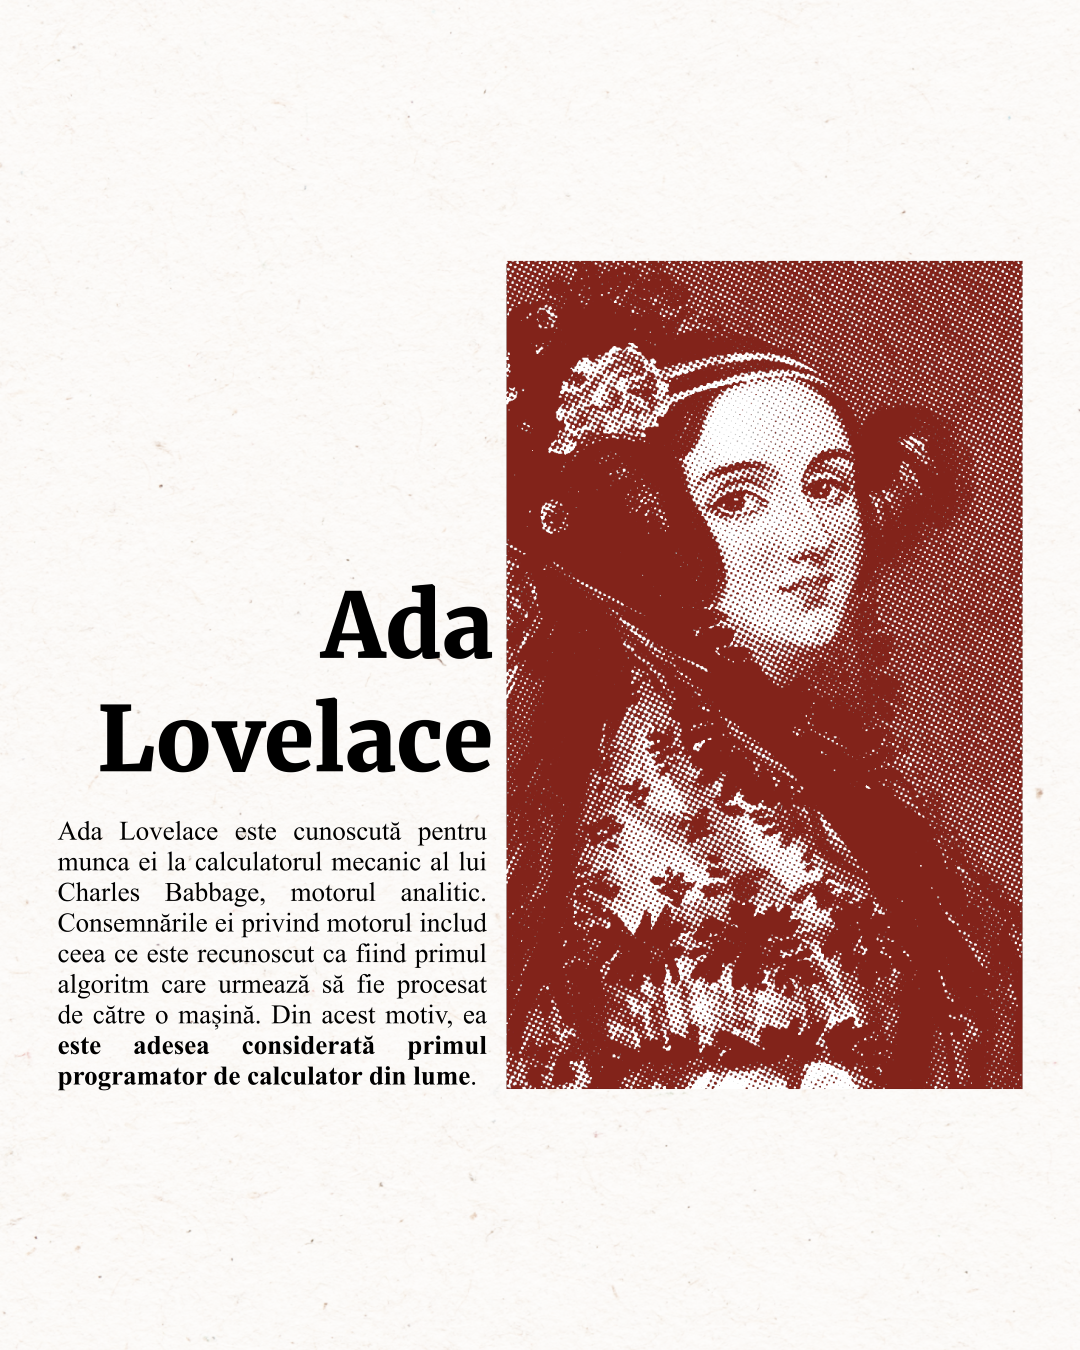 Ada
Lovelace
Ada Lovelace este cunoscută pentru
munca ei la calculatorul mecanic al lui
Charles Babbage, motorul analitic.
Consemnările ei privind motorul includ
ceea ce este recunoscut ca fiind primul
algoritm care urmează să fie procesat
de către o mașină. Din acest motiv, ea
este adesea considerată primul
programator de calculator din lume.